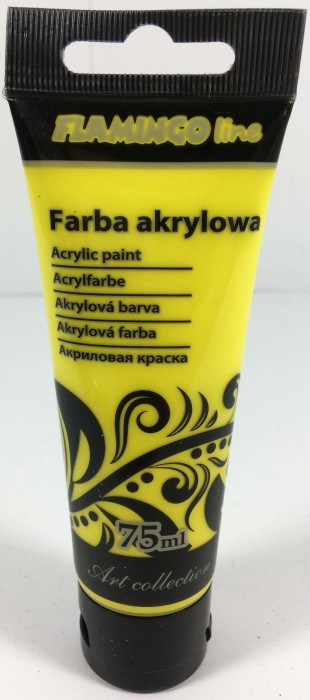 FLAMINGO line
Farba akrylowa
Acrylic paint
Acrylfarbe
Akrylová barva
Akrylová farba
Акриловая краска
75ml
Art collection